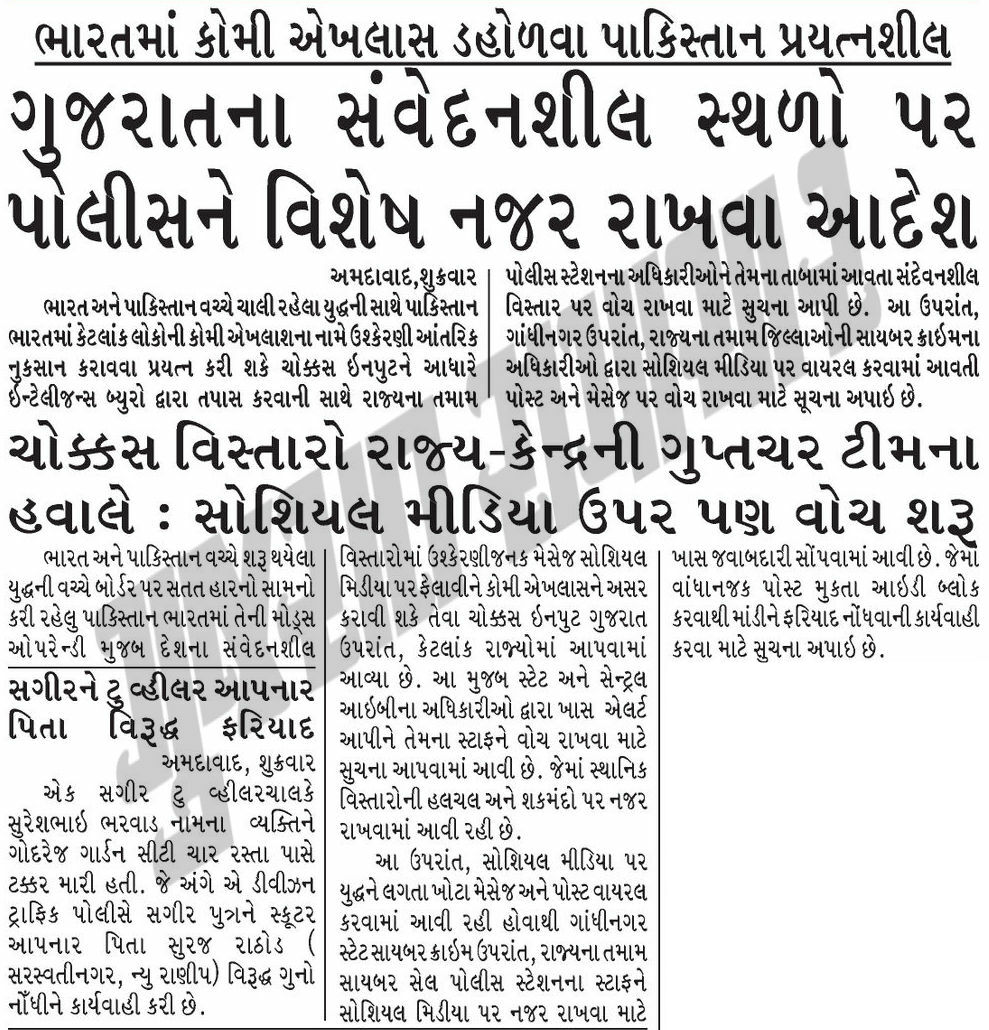 ભારતમાં કોમી એખલાસ ડહોળવા પાકિસ્તાન પ્રયત્નશીલ
ગુજરાતના સંવેદનશીલ સ્થળો પર
પોલીસને વિશેષ નજર રાખવા આદેશ
અમદાવાદ,શુક્રવાર
ભારત અને પાકિસ્તાન વચ્ચે ચાલી રહેલા યુદ્ધની સાથે પાકિસ્તાન
ભારતમાં કેટલાંક લોકોની કોમી એખલાશના નામે ઉશ્કેરણી આંતરિક
નુકસાન કરાવવા પ્રયત્ન કરી શકે ચોક્કસ ઇનપુટને આધારે
ઇન્ટેલીજન્સ બ્યુરો દ્વારા તપાસ કરવાની સાથે રાજ્યના તમામ
પોલીસ સ્ટેશનના અધિકારીઓને તેમના તાબામાં આવતા સંદેવનશીલ
વિસ્તાર પર વોચ રાખવા માટે સુચના આપી છે. આ ઉપરાંત,
ગાંધીનગર ઉપરાંત, રાજ્યના તમામ જિલ્લાઓની સાયબર ક્રાઇમના
અધિકારીઓ દ્વારા સોશિયલ મીડિયા પર વાયરલ કરવામાં આવતી
પોસ્ટ અને મેસેજ પર વોચ રાખવા માટે સૂચના અપાઇ છે.
ચોક્કસ વિસ્તારો રાજ્ય-કેન્દ્રની ગુપ્તચર ટીમના
હવાલે : સોશિયલ મીડિયા ઉપર પણ વોચ શરૂ
ભારત અને પાકિસ્તાન વચ્ચે શરૂ થયેલા
યુદ્ધની વચ્ચે બોર્ડર પર સતત હારનો સામનો
કરી રહેલુ પાકિસ્તાન ભારતમાં તેની મોડ્સ
ઓપરેન્ડી મુજબ દેશના સંવેદનશીલ
વિસ્તારોમાં ઉશ્કેરણીજનક મેસેજ સોશિયલ
મિડીયા પર ફેલાવીને કોમી એખલાસને અસર
કરાવી શકે તેવા ચોક્કસ ઇનપુટ ગુજરાત
ઉપરાંત, કેટલાંક રાજ્યોમાં આપવામાં
આવ્યા છે. આ મુજબ સ્ટેટ અને સેન્ટ્રલ
આઇબીના અધિકારીઓ દ્વારા ખાસ એલર્ટ
આપીને તેમના સ્ટાફને વોચ રાખવા માટે
સુચના આપવામાં આવી છે. જેમાં સ્થાનિક
વિસ્તારોની હલચલ અને શકમંદો પર નજર
રાખવામાં આવી રહી છે.
આ ઉપરાંત, સોશિયલ મીડિયા પર
યુદ્ધને લગતા ખોટા મેસેજ અને પોસ્ટ વાયરલ
કરવામાં આવી રહી હોવાથી ગાંધીનગર
સ્ટેટ સાયબર ક્રાઇમ ઉપરાંત, રાજ્યના તમામ
સાયબર સેલ પોલીસ સ્ટેશનના સ્ટાફને
સોશિયલ મિડીયા પર નજર રાખવા માટે
ખાસ જવાબદારી સોંપવામાં આવી છે. જેમાં
વાંધાનજક પોસ્ટ મુકતા આઇડી બ્લોક
કરવાથી માંડીને ફરિયાદ નોંધવાની કાર્યવાહી
કરવા માટે સુચના અપાઇ છે.
સગીરને ટુ વ્હીલર આપનાર
પિતા વિરૂદ્ધ ફરિયાદ
અમદાવાદ, શુક્રવાર
એક સગીર ટુ વ્હીલરચાલકે
સુરેશભાઇ ભરવાડ નામના વ્યક્તિને
ગોદરેજ ગાર્ડન સીટી ચાર રસ્તા પાસે
ટક્કર મારી હતી. જે અંગે એ ડીવીઝન
ટ્રાફિક પોલીસે સગીર પુત્રને સ્કૂટર
આપનાર પિતા સુરજ રાઠોડ (
સરસ્વતીનગર, ન્યુ રાણીપ) વિરૂદ્ધ ગુનો
નોંધીને કાર્યવાહી કરી છે.
ગુજરાત સમાચાર